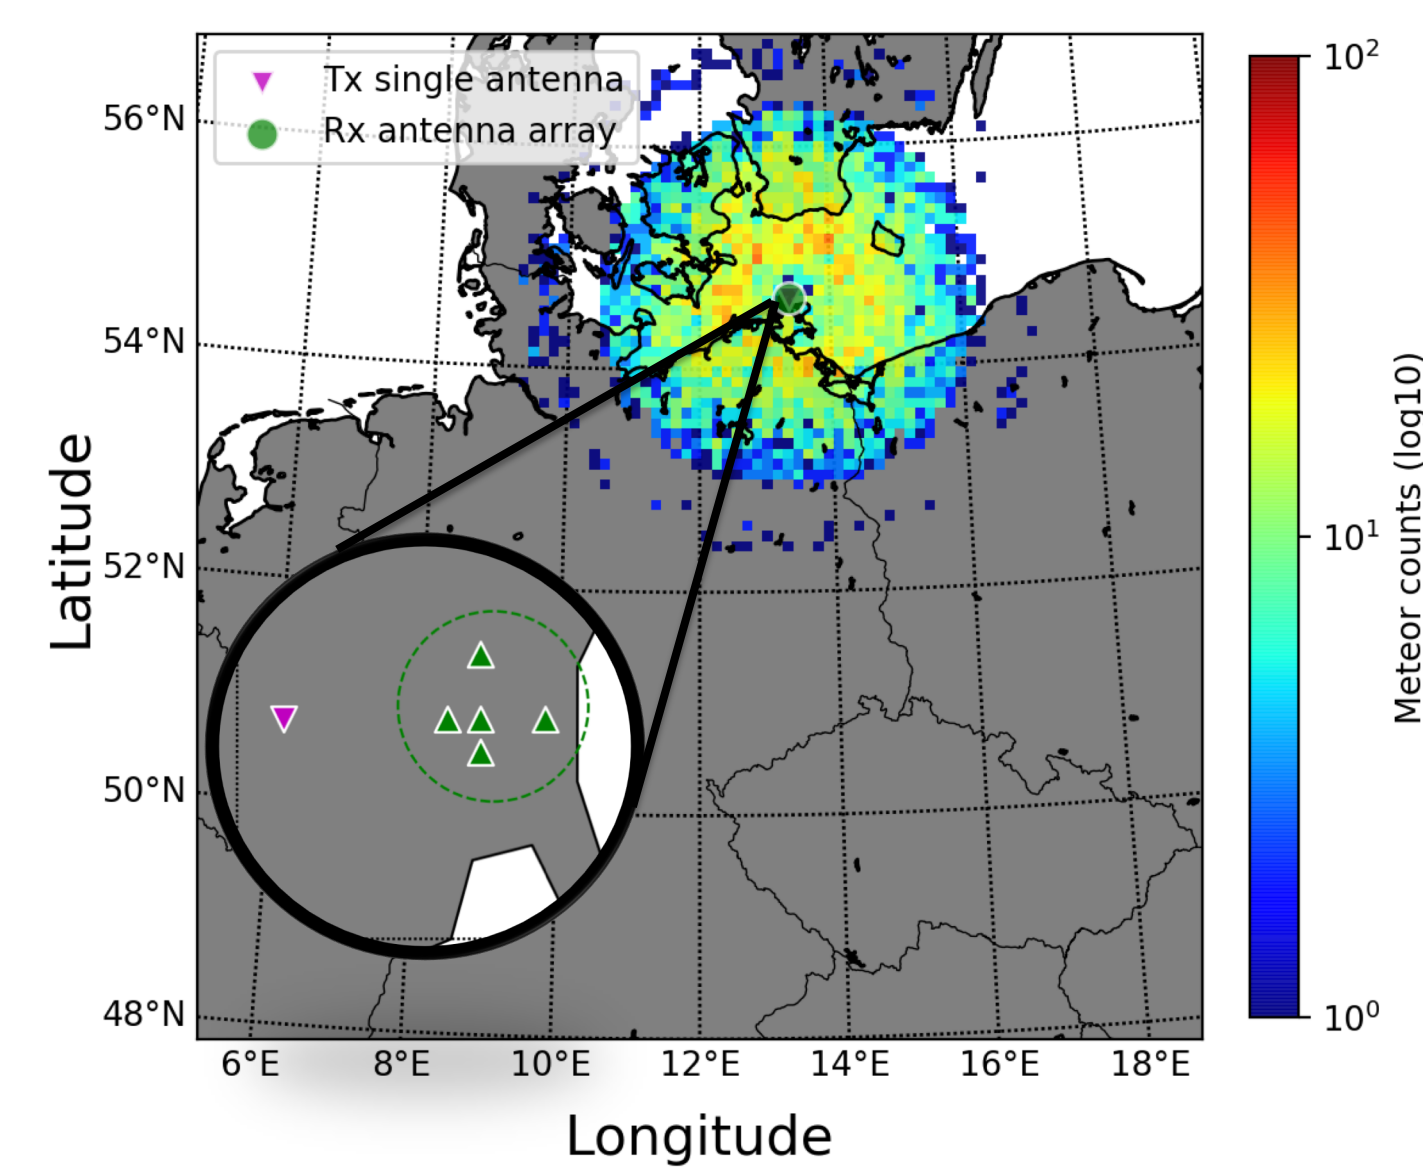 Tx single antenna
Rx antenna array
56°N
54°N
52°N
50°N
48°N
Latitude
6°E 8°E 10°E 12°E 14°E 16°E 18°E
Longitude
10²
10¹
10⁰
Meteor counts (log10)